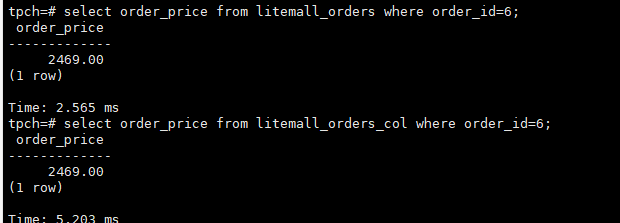 tpch=# select order_price from litemall_orders where order_id=6;
order_price
-------------
2469.00
(1 row)
Time: 2.565 ms
tpch=# select order_price from litemall_orders_col where order_id=6;
order_price
-------------
2469.00
(1 row)
Time: 5.203 ms